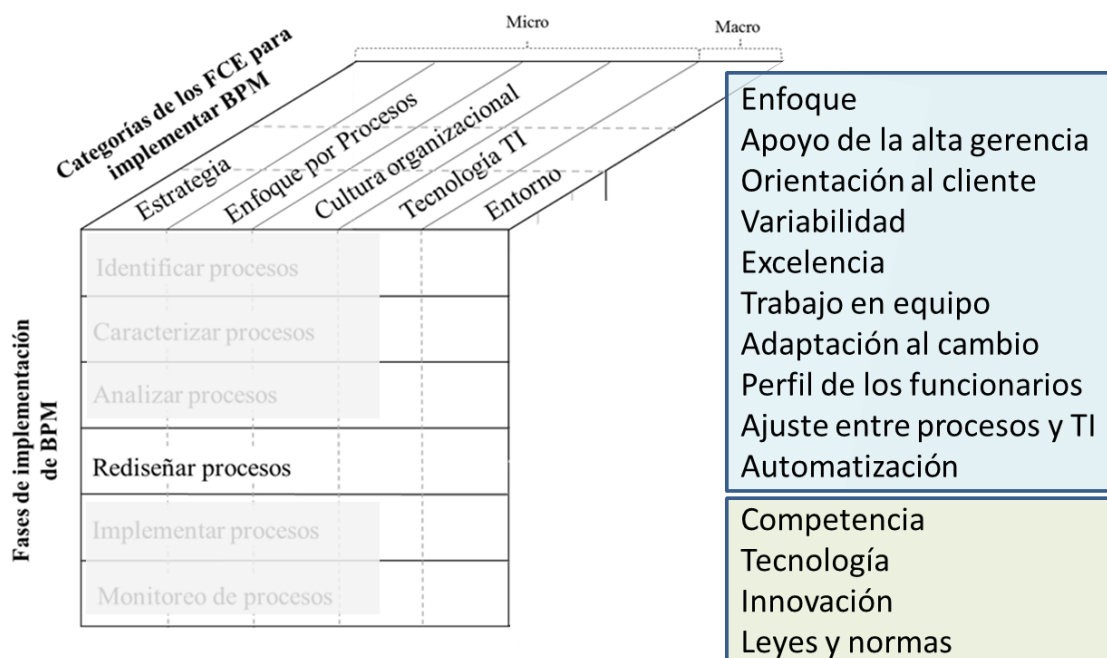 Micro
Macro
Categorías de los FCE para
implementar BPM
Estrategia
Enfoque por Procesos
Cultura organizacional
Tecnología TI
Entorno
Fases de implementación
de BPM
Identificar procesos
Caracterizar procesos
Analizar procesos
Rediseñar procesos
Implementar procesos
Monitoreo de procesos
Enfoque
Apoyo de la alta gerencia
Orientación al cliente
Variabilidad
Excelencia
Trabajo en equipo
Adaptación al cambio
Perfil de los funcionarios
Ajuste entre procesos y TI
Automatización
Competencia
Tecnología
Innovación
Leyes y normas